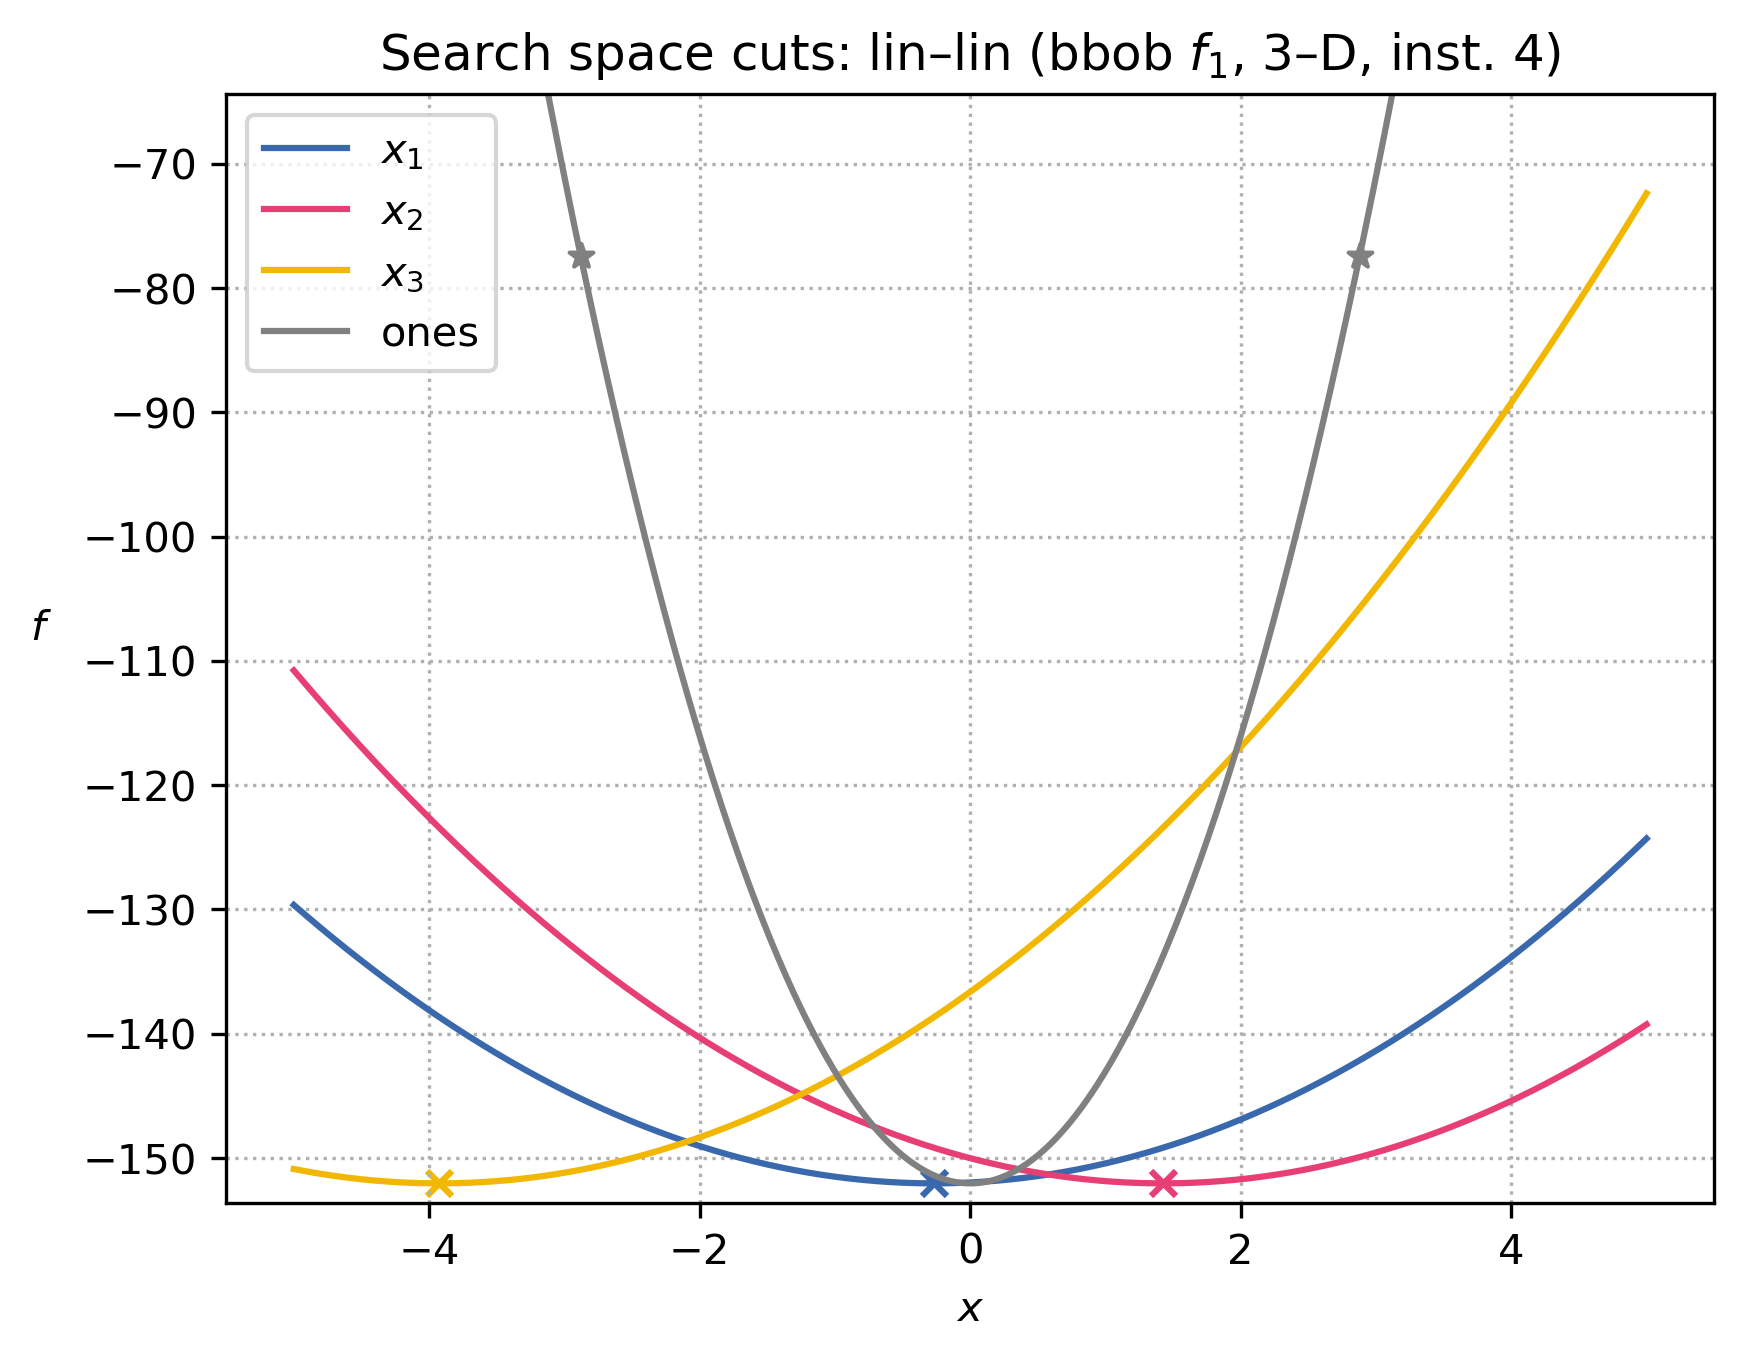 Search space cuts: lin–lin (bbob f₁, 3–D, inst. 4)
x₁
x₂
x₃
ones
−70
−80
−90
−100
−110
−120
−130
−140
−150
f
−4 −2 0 2 4
x